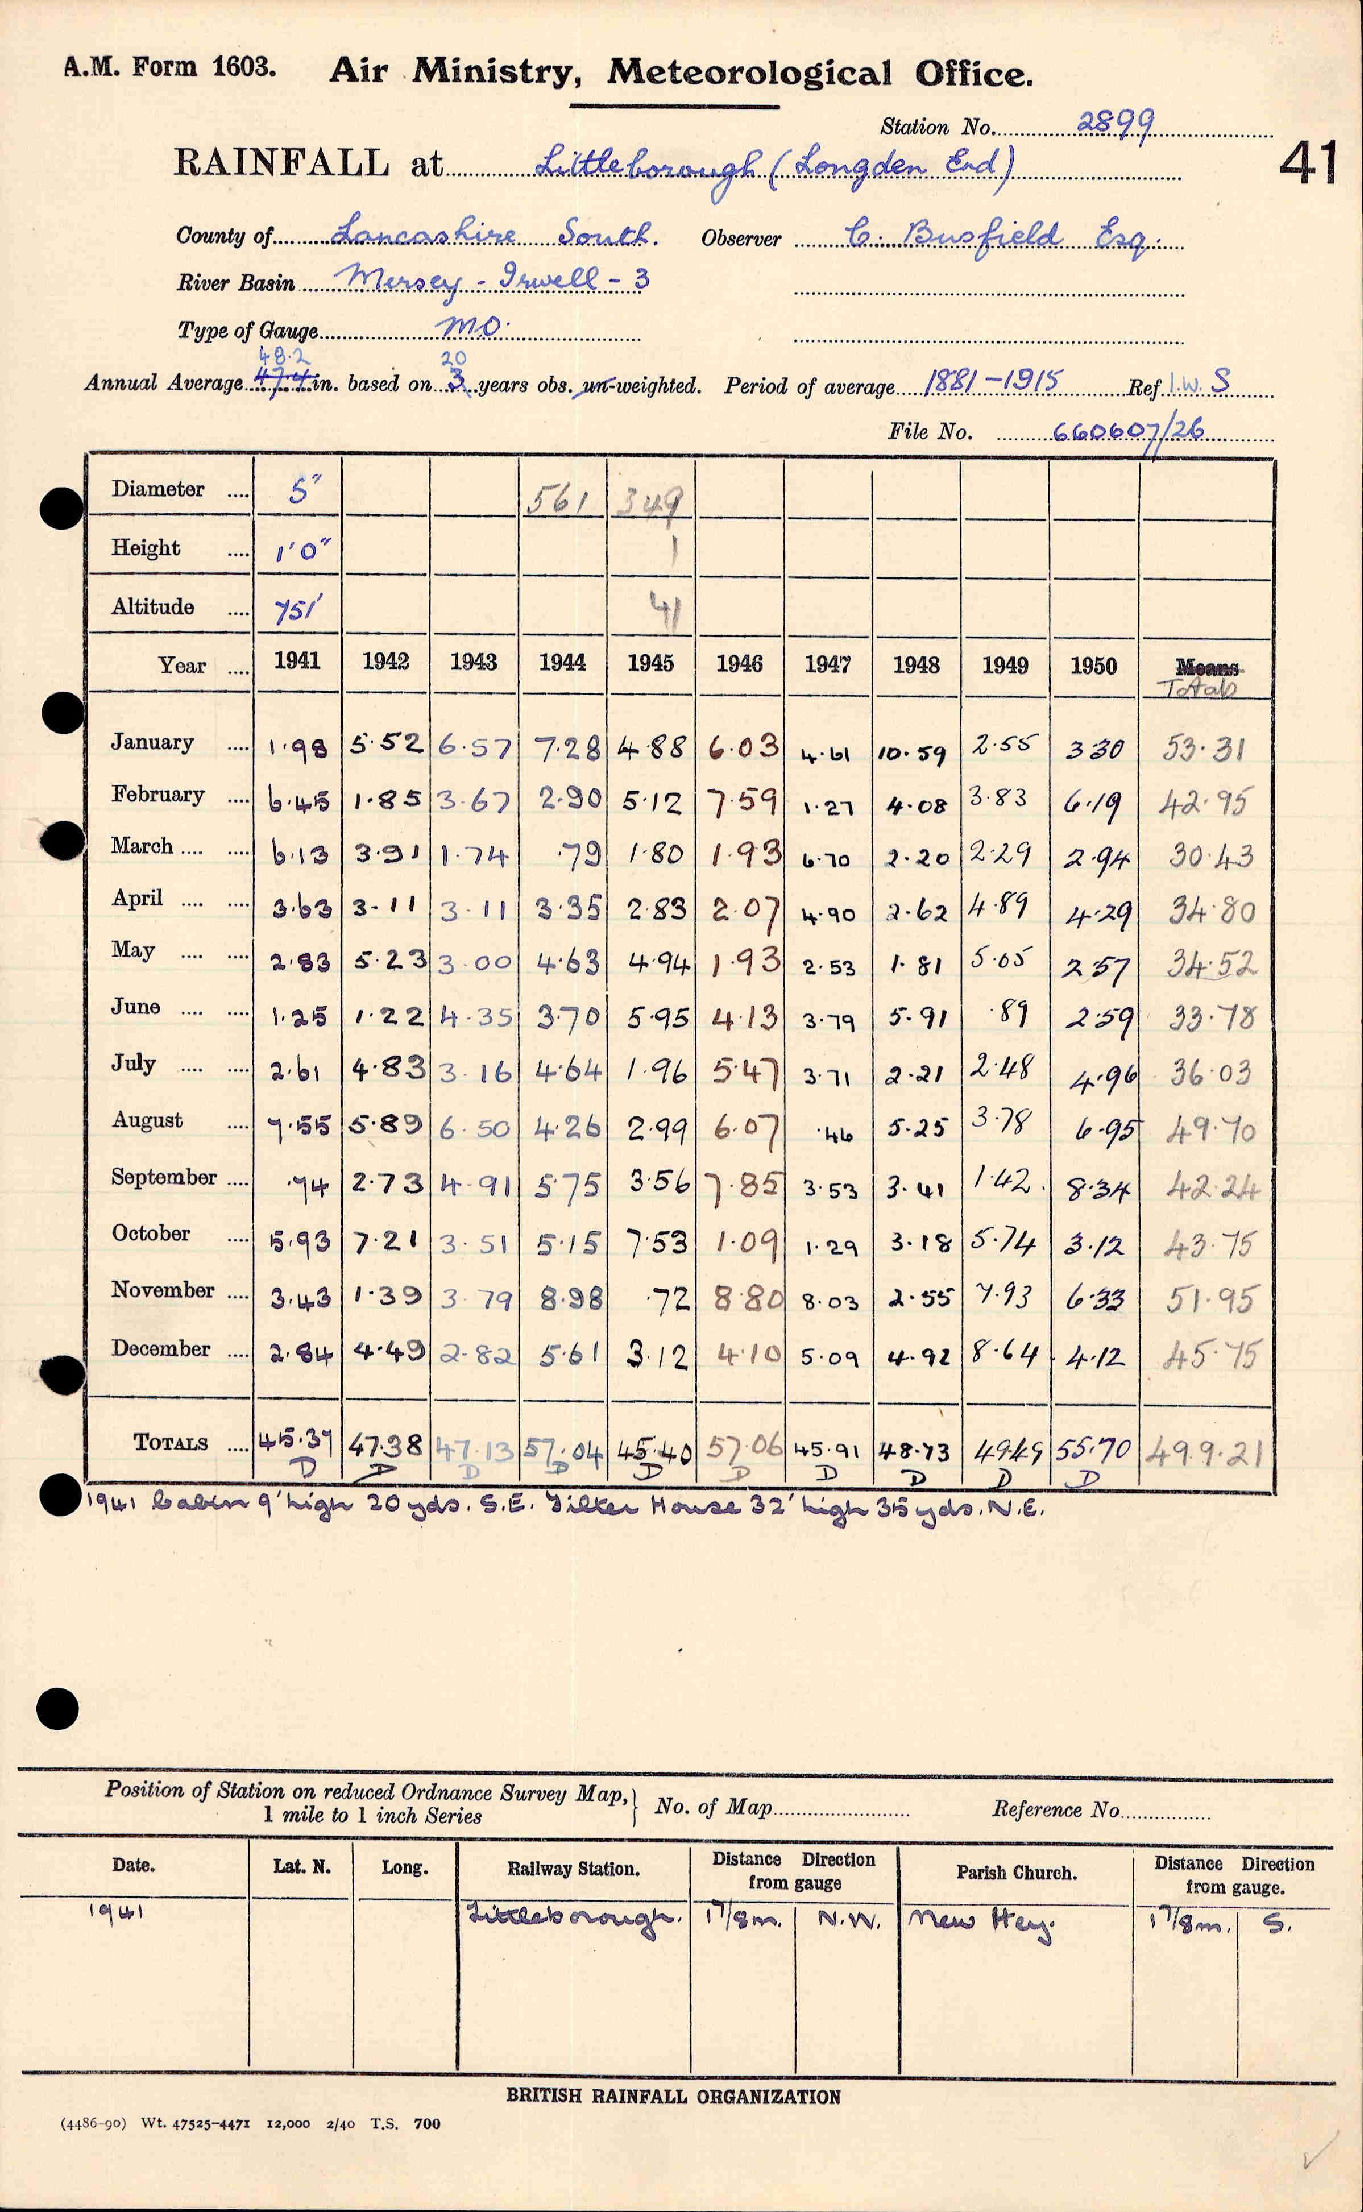 A.M. Form 1603. Air Ministry, Meteorological Office.
Station No. 2899
41
RAINFALL at Littleborough (Longden End)
County of Lancashire South. Observer C. Busfield Esq.
River Basin Mersey - Irwell - 3
Type of Gauge MO.
48.2 20
Annual Average 47.4 in. based on 3 years obs. un-weighted. Period of average 1881-1915 Ref I.W. S
File No. 660607/26
Diameter .... 5" 561 349
Height .... 1'0" 1
Altitude .... 751' 41
Year .... 1941 1942 1943 1944 1945 1946 1947 1948 1949 1950 Means
Totals
January .... 1.98 5.52 6.57 7.28 4.88 6.03 4.61 10.59 2.55 3.30 53.31
February .... 6.45 1.85 3.67 2.90 5.12 7.59 1.27 4.08 3.83 6.19 42.95
March .... .... 6.13 3.91 1.74 .79 1.80 1.93 6.70 2.20 2.29 2.94 30.43
April .... .... 3.63 3.11 3.11 3.35 2.83 2.07 4.90 2.62 4.89 4.29 34.80
May .... .... 2.83 5.23 3.00 4.63 4.94 1.93 2.53 1.81 5.05 2.57 34.52
June .... .... 1.25 1.22 4.35 3.70 5.95 4.13 3.79 5.91 .89 2.59 33.78
July .... .... 2.61 4.83 3.16 4.64 1.96 5.47 3.71 2.21 2.48 4.96 36.03
August .... 7.55 5.89 6.50 4.26 2.99 6.07 .46 5.25 3.78 6.95 49.70
September .... .74 2.73 4.91 5.75 3.56 7.85 3.53 3.41 1.42 8.34 42.24
October .... 5.93 7.21 3.51 5.15 7.53 1.09 1.29 3.18 5.74 3.12 43.75
November .... 3.43 1.39 3.79 8.98 .72 8.80 8.03 2.55 7.93 6.33 51.95
December .... 2.84 4.49 2.82 5.61 3.12 4.10 5.09 4.92 8.64 4.12 45.75
TOTALS .... 45.37 47.38 47.13 57.04 45.40 57.06 45.91 48.73 49.49 55.70 499.21
D D D D D D D D D D
1941 Cabin 9' high 20 yds. S.E. Filter House 32' high 35 yds. N.E.
Position of Station on reduced Ordnance Survey Map,
1 mile to 1 inch Series } No. of Map Reference No.
Date. Lat. N. Long. Railway Station. Distance Direction from gauge Parish Church. Distance Direction from gauge.
1941 Littleborough. 1 7/8 m. N.W. New Hey. 1 7/8 m. S.
BRITISH RAINFALL ORGANIZATION
(4486-90) Wt. 47525-4471 12,000 2/40 T.S. 700